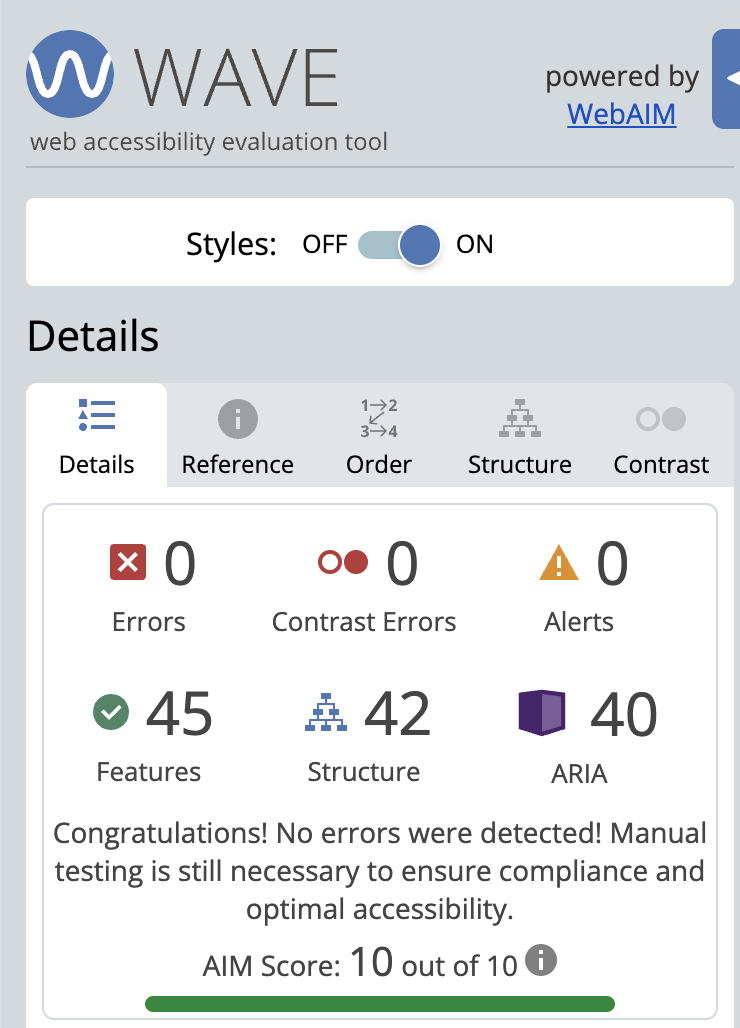 WAVE
powered by
WebAIM
web accessibility evaluation tool
Styles: OFF ON
Details
1 2
3 4
Details Reference Order Structure Contrast
0 0 0
Errors Contrast Errors Alerts
45 42 40
Features Structure ARIA
Congratulations! No errors were detected! Manual
testing is still necessary to ensure compliance and
optimal accessibility.
AIM Score: 10 out of 10